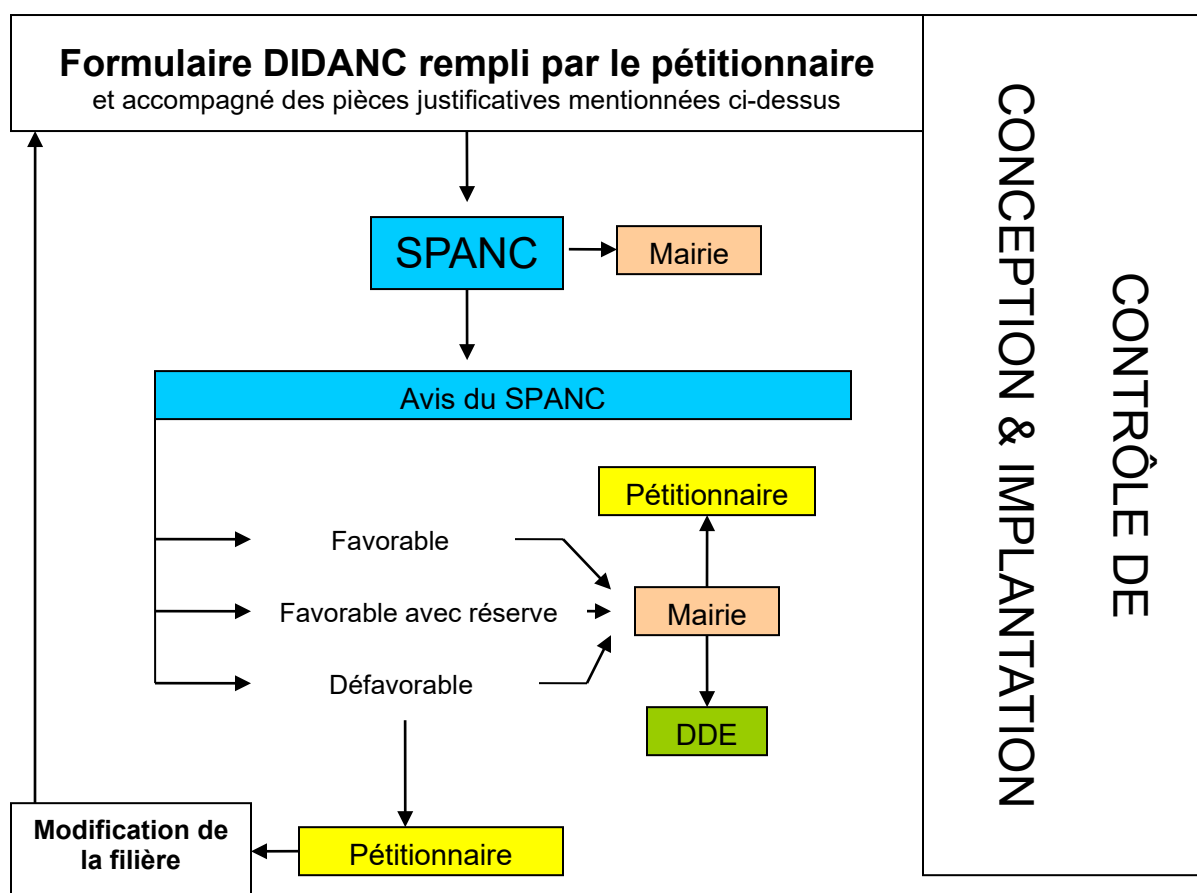 Formulaire DIDANC rempli par le pétitionnaire
et accompagné des pièces justificatives mentionnées ci-dessus
SPANC
Mairie
Avis du SPANC
Pétitionnaire
Favorable
Favorable avec réserve
Mairie
Défavorable
DDE
Modification de
la filière
Pétitionnaire
CONTRÔLE DE
CONCEPTION & IMPLANTATION